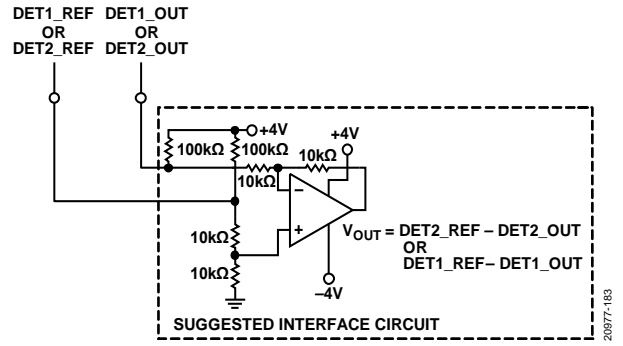 DET1_REF DET1_OUT
OR OR
DET2_REF DET2_OUT
+4V
+4V
100kΩ 100kΩ 10kΩ
10kΩ
–
+
10kΩ
VOUT = DET2_REF – DET2_OUT
OR
DET1_REF– DET1_OUT
10kΩ
–4V
SUGGESTED INTERFACE CIRCUIT
20977-183